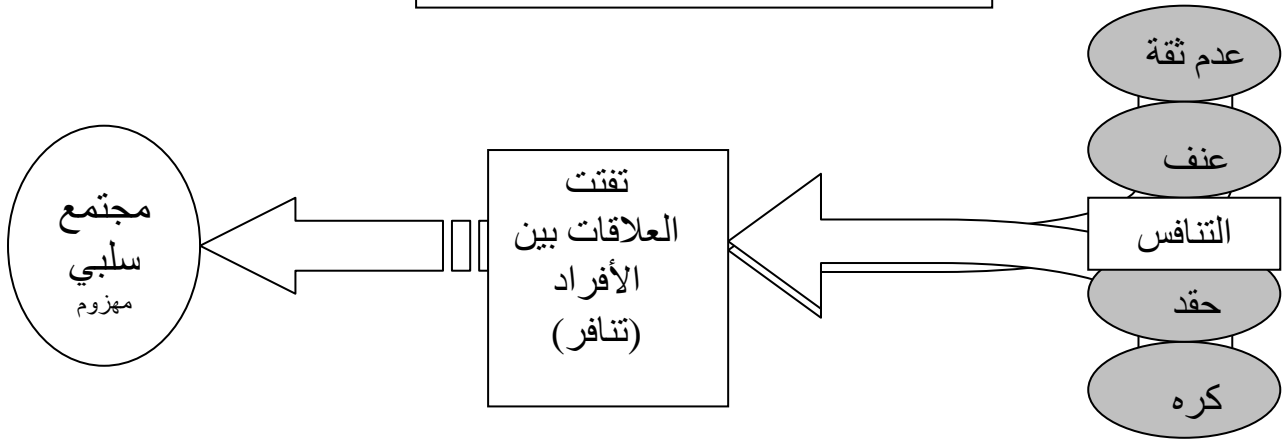 عدم ثقة
عنف
التنافس
حقد
كره
تفتت
العلاقات بين
الأفراد
(تنافر)
مجتمع
سلبي
مهزوم